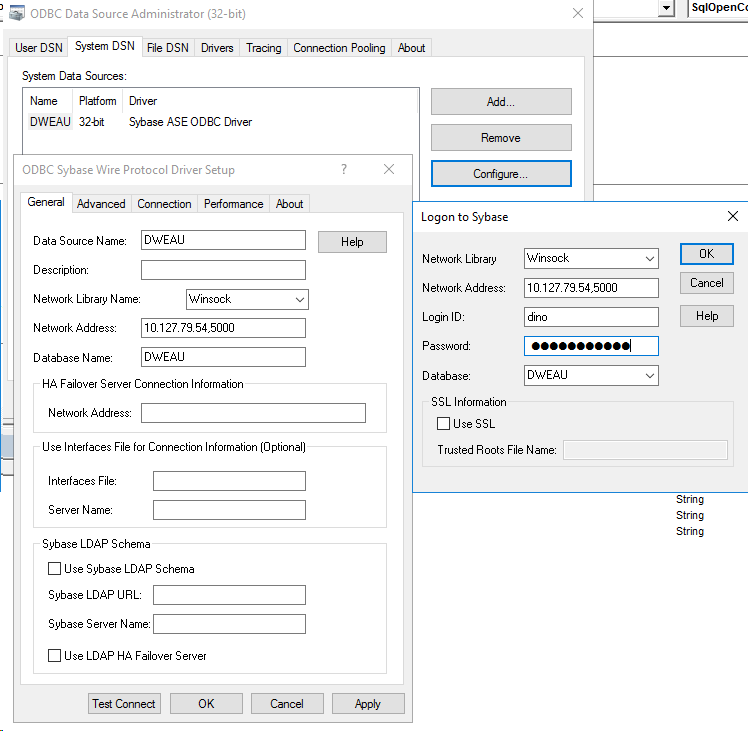 ODBC Data Source Administrator (32-bit)
SqlOpenCo
User DSN System DSN File DSN Drivers Tracing Connection Pooling About
System Data Sources:
Name Platform Driver
DWEAU 32-bit Sybase ASE ODBC Driver
Add...
Remove
Configure...
ODBC Sybase Wire Protocol Driver Setup ?
General Advanced Connection Performance About
Data Source Name: DWEAU Help
Description:
Network Library Name: Winsock
Network Address: 10.127.79.54,5000
Database Name: DWEAU
HA Failover Server Connection Information
Network Address:
Use Interfaces File for Connection Information (Optional)
Interfaces File:
Server Name:
Sybase LDAP Schema
Use Sybase LDAP Schema
Sybase LDAP URL:
Sybase Server Name:
Use LDAP HA Failover Server
Test Connect OK Cancel Apply
Logon to Sybase
Network Library Winsock OK
Network Address: 10.127.79.54,5000 Cancel
Login ID: dino Help
Password: ●●●●●●●●●●●
Database: DWEAU
SSL Information
Use SSL
Trusted Roots File Name:
String
String
String